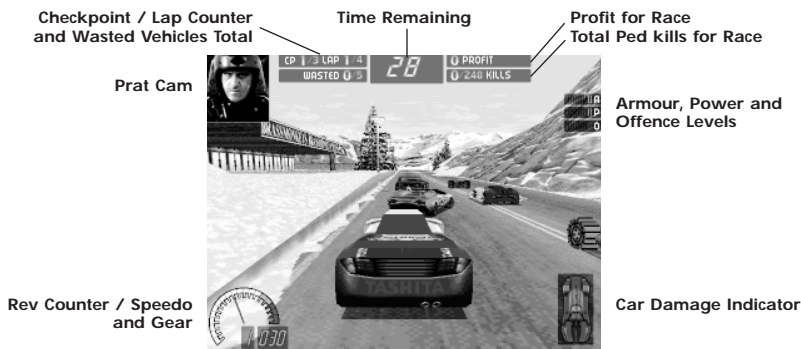 Checkpoint / Lap Counter
and Wasted Vehicles Total
Time Remaining
Profit for Race
Total Ped kills for Race
Prat Cam
CP 1/3 LAP 1/4
WASTED 0/5
28
0 PROFIT
0/248 KILLS
A
P
O
Armour, Power and
Offence Levels
TASHITA
Rev Counter / Speedo
and Gear
1 030
Car Damage Indicator